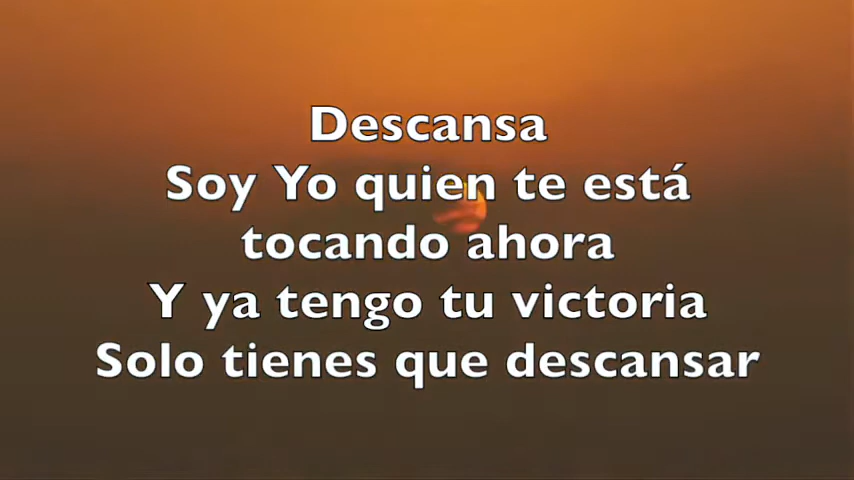 Descansa
Soy Yo quien te está
tocando ahora
Y ya tengo tu victoria
Solo tienes que descansar